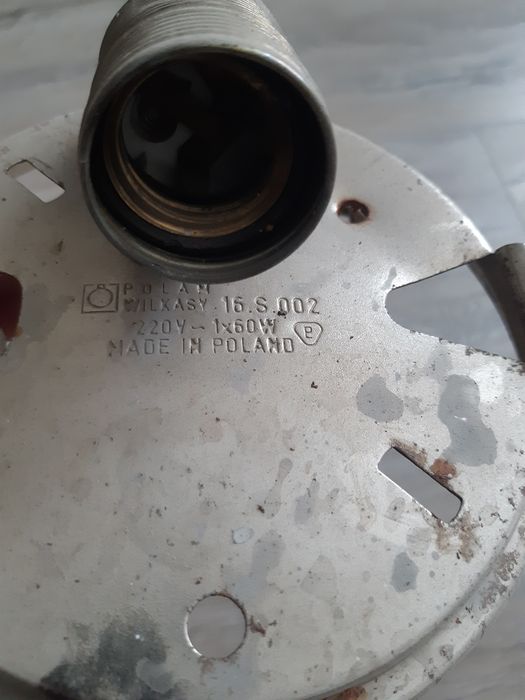 POLAM
WILKASY. 16.S.002
220V~1x60W
MADE IN POLAND